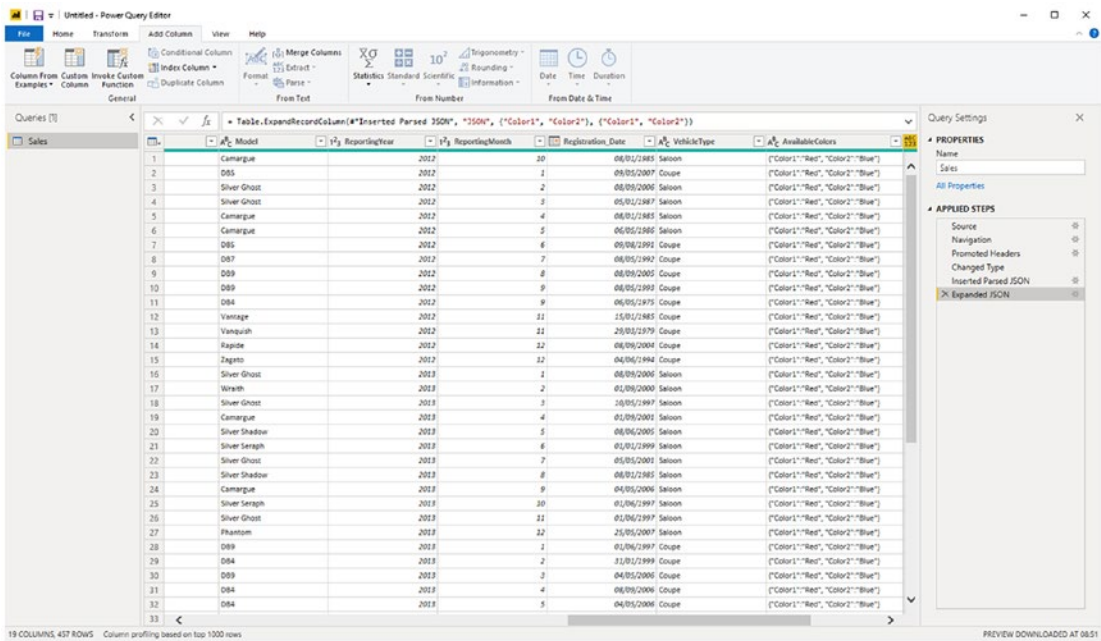 Untitled - Power Query Editor
File Home Transform Add Column View Help
Column From Examples Custom Column Invoke Custom Function
General
Conditional Column
Index Column
Duplicate Column
Format
Merge Columns
Extract
Parse
From Text
Statistics Standard Scientific
Trigonometry
Rounding
Information
From Number
Date Time Duration
From Date & Time
Queries [1]
Sales
= Table.ExpandRecordColumn(#"Inserted Parsed JSON", "JSON", {"Color1", "Color2"}, {"Color1", "Color2"})
Model ReportingYear ReportingMonth Registration_Date VehicleType AvailableColors
1 Camargue 2012 10 08/01/1985 Saloon {"Color1":"Red", "Color2":"Blue"}
2 DB5 2012 1 09/05/2007 Coupe {"Color1":"Red", "Color2":"Blue"}
3 Silver Ghost 2012 2 08/09/2006 Saloon {"Color1":"Red", "Color2":"Blue"}
4 Silver Ghost 2012 3 05/01/1987 Saloon {"Color1":"Red", "Color2":"Blue"}
5 Camargue 2012 4 08/01/1985 Saloon {"Color1":"Red", "Color2":"Blue"}
6 Camargue 2012 5 06/05/1986 Saloon {"Color1":"Red", "Color2":"Blue"}
7 DB5 2012 6 09/08/1991 Coupe {"Color1":"Red", "Color2":"Blue"}
8 DB7 2012 7 08/05/1992 Coupe {"Color1":"Red", "Color2":"Blue"}
9 DB9 2012 8 08/09/2005 Coupe {"Color1":"Red", "Color2":"Blue"}
10 DB9 2012 9 08/05/1993 Coupe {"Color1":"Red", "Color2":"Blue"}
11 DB4 2012 9 06/05/1975 Coupe {"Color1":"Red", "Color2":"Blue"}
12 Vantage 2012 11 15/01/1985 Coupe {"Color1":"Red", "Color2":"Blue"}
13 Vanquish 2012 11 29/03/1979 Coupe {"Color1":"Red", "Color2":"Blue"}
14 Rapide 2012 12 08/09/2004 Coupe {"Color1":"Red", "Color2":"Blue"}
15 Zagato 2012 12 04/06/1994 Coupe {"Color1":"Red", "Color2":"Blue"}
16 Silver Ghost 2013 1 08/09/2006 Saloon {"Color1":"Red", "Color2":"Blue"}
17 Wraith 2013 2 01/09/2000 Saloon {"Color1":"Red", "Color2":"Blue"}
18 Silver Ghost 2013 3 10/05/1997 Saloon {"Color1":"Red", "Color2":"Blue"}
19 Camargue 2013 4 01/09/2001 Saloon {"Color1":"Red", "Color2":"Blue"}
20 Silver Shadow 2013 5 08/06/2005 Saloon {"Color1":"Red", "Color2":"Blue"}
21 Silver Seraph 2013 6 01/01/1999 Saloon {"Color1":"Red", "Color2":"Blue"}
22 Silver Ghost 2013 7 05/05/2001 Saloon {"Color1":"Red", "Color2":"Blue"}
23 Silver Shadow 2013 8 08/01/1985 Saloon {"Color1":"Red", "Color2":"Blue"}
24 Camargue 2013 9 04/05/2006 Saloon {"Color1":"Red", "Color2":"Blue"}
25 Silver Seraph 2013 10 01/06/1997 Saloon {"Color1":"Red", "Color2":"Blue"}
26 Silver Ghost 2013 11 01/06/1997 Saloon {"Color1":"Red", "Color2":"Blue"}
27 Phantom 2013 12 25/05/2007 Saloon {"Color1":"Red", "Color2":"Blue"}
28 DB9 2013 1 01/06/1997 Coupe {"Color1":"Red", "Color2":"Blue"}
29 DB4 2013 2 31/01/1999 Coupe {"Color1":"Red", "Color2":"Blue"}
30 DB9 2013 3 04/05/2006 Coupe {"Color1":"Red", "Color2":"Blue"}
31 DB4 2013 4 08/09/2006 Coupe {"Color1":"Red", "Color2":"Blue"}
32 DB4 2013 5 04/05/2006 Coupe {"Color1":"Red", "Color2":"Blue"}
33
Query Settings
PROPERTIES
Name
Sales
All Properties
APPLIED STEPS
Source
Navigation
Promoted Headers
Changed Type
Inserted Parsed JSON
Expanded JSON
19 COLUMNS, 457 ROWS Column profiling based on top 1000 rows
PREVIEW DOWNLOADED AT 08:51